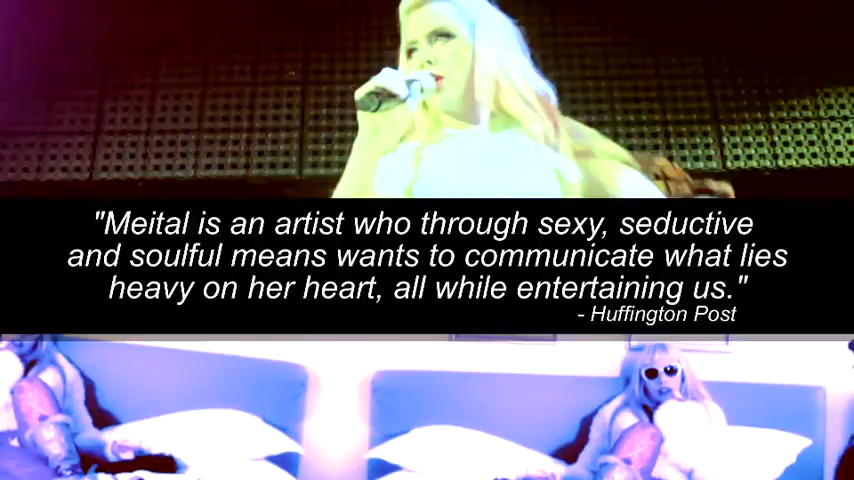 "Meital is an artist who through sexy, seductive
and soulful means wants to communicate what lies
heavy on her heart, all while entertaining us."
- Huffington Post